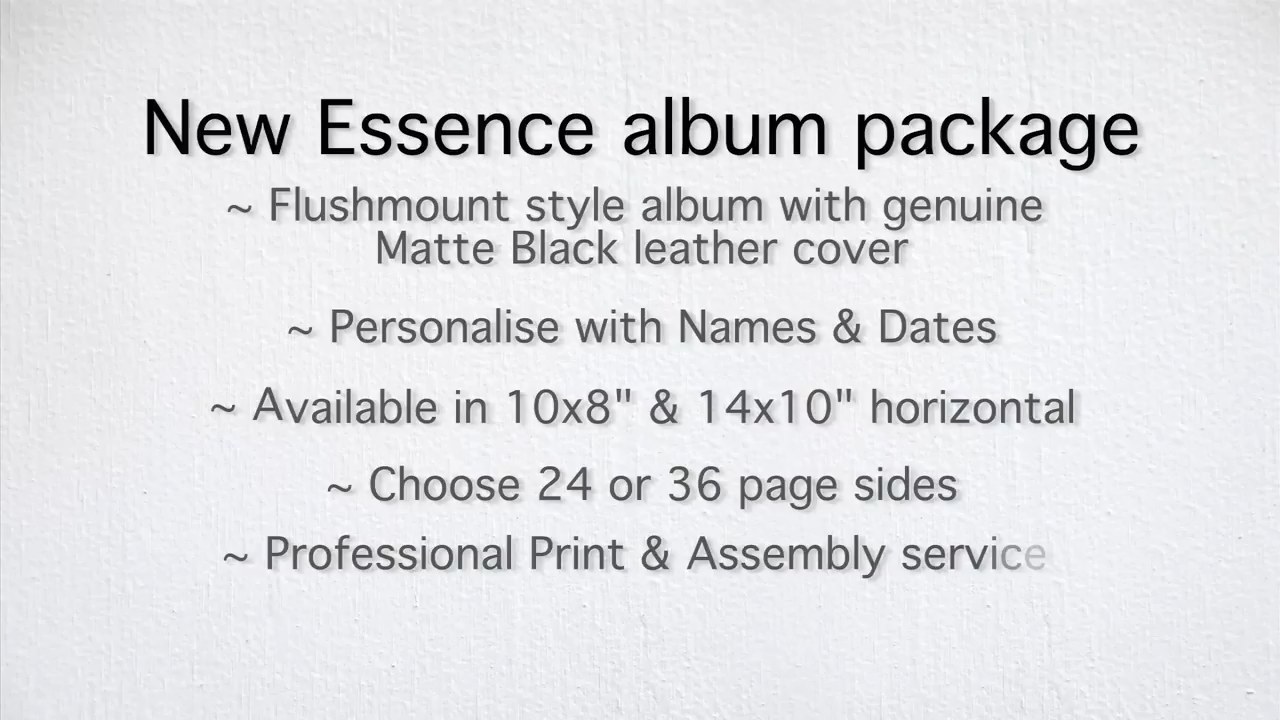 New Essence album package
~ Flushmount style album with genuine
Matte Black leather cover
~ Personalise with Names & Dates
~ Available in 10x8" & 14x10" horizontal
~ Choose 24 or 36 page sides
~ Professional Print & Assembly service